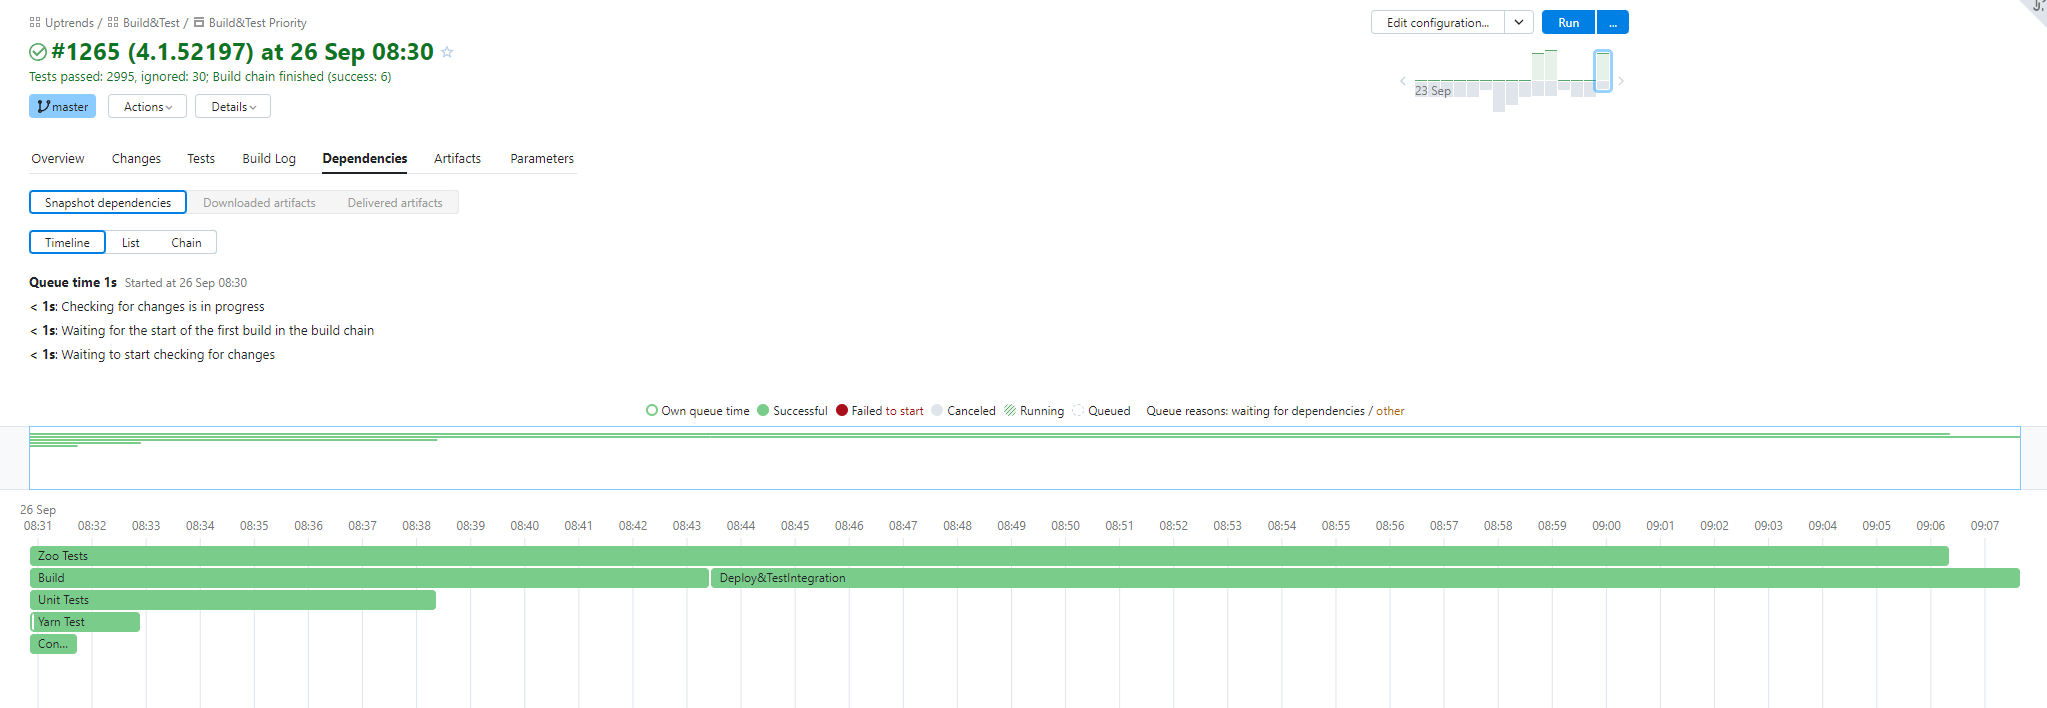 Uptrends / Build&Test / Build&Test Priority
Edit configuration... Run ...
#1265 (4.1.52197) at 26 Sep 08:30
Tests passed: 2995, ignored: 30; Build chain finished (success: 6)
23 Sep
master Actions Details
Overview Changes Tests Build Log Dependencies Artifacts Parameters
Snapshot dependencies Downloaded artifacts Delivered artifacts
Timeline List Chain
Queue time 1s Started at 26 Sep 08:30
< 1s: Checking for changes is in progress
< 1s: Waiting for the start of the first build in the build chain
< 1s: Waiting to start checking for changes
Own queue time Successful Failed to start Canceled Running Queued Queue reasons: waiting for dependencies / other
26 Sep
08:31 08:32 08:33 08:34 08:35 08:36 08:37 08:38 08:39 08:40 08:41 08:42 08:43 08:44 08:45 08:46 08:47 08:48 08:49 08:50 08:51 08:52 08:53 08:54 08:55 08:56 08:57 08:58 08:59 09:00 09:01 09:02 09:03 09:04 09:05 09:06 09:07
Zoo Tests
Build Deploy&TestIntegration
Unit Tests
Yarn Test
Con...